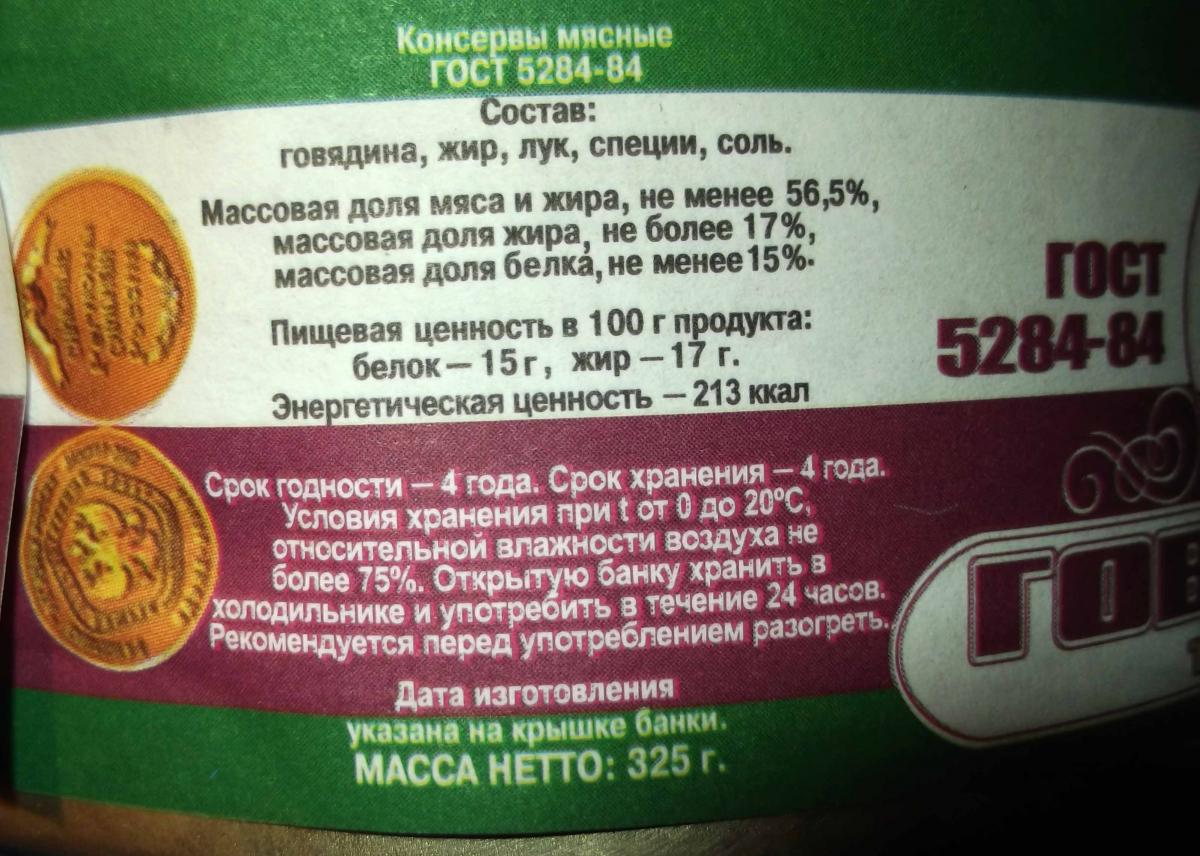 Консервы мясные
ГОСТ 5284-84
Состав:
говядина, жир, лук, специи, соль.
Массовая доля мяса и жира, не менее 56,5%,
массовая доля жира, не более 17%,
массовая доля белка, не менее 15%.
Пищевая ценность в 100 г продукта:
белок — 15 г, жир — 17 г.
Энергетическая ценность — 213 ккал
ГОСТ
5284-84
Срок годности — 4 года. Срок хранения — 4 года.
Условия хранения при t от 0 до 20°С,
относительной влажности воздуха не
более 75%. Открытую банку хранить в
холодильнике и употребить в течение 24 часов.
Рекомендуется перед употреблением разогреть.
Дата изготовления
указана на крышке банки.
МАССА НЕТТО: 325 г.
ГОВ